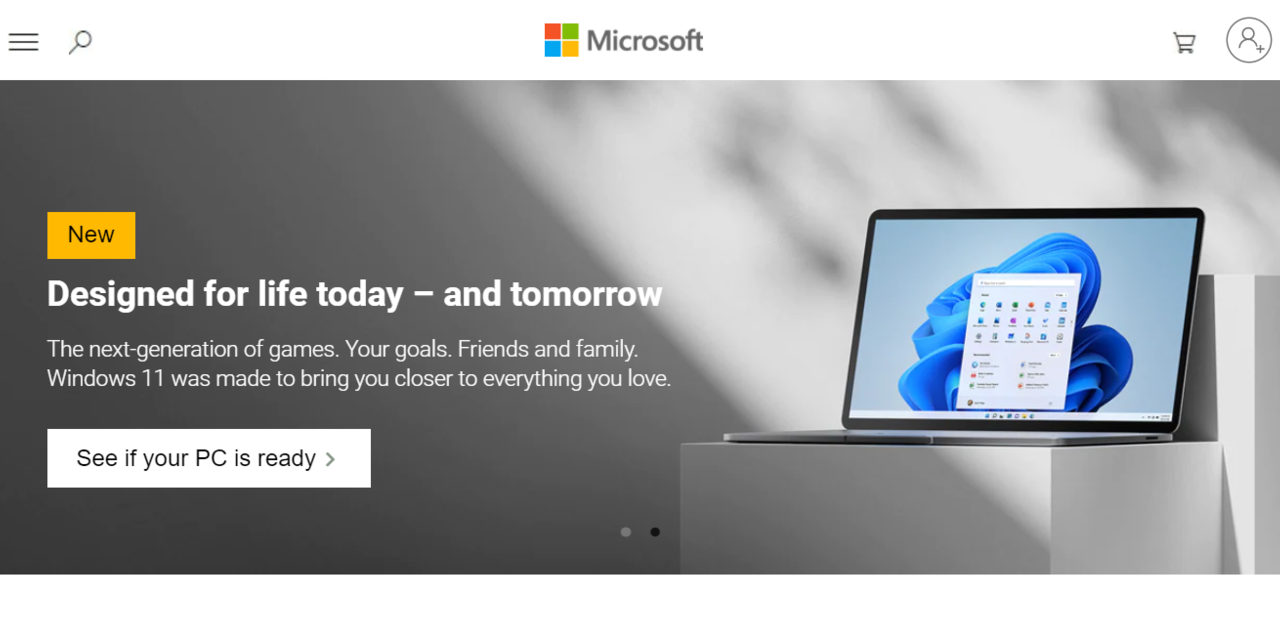 Microsoft
New
Designed for life today – and tomorrow
The next-generation of games. Your goals. Friends and family.
Windows 11 was made to bring you closer to everything you love.
See if your PC is ready